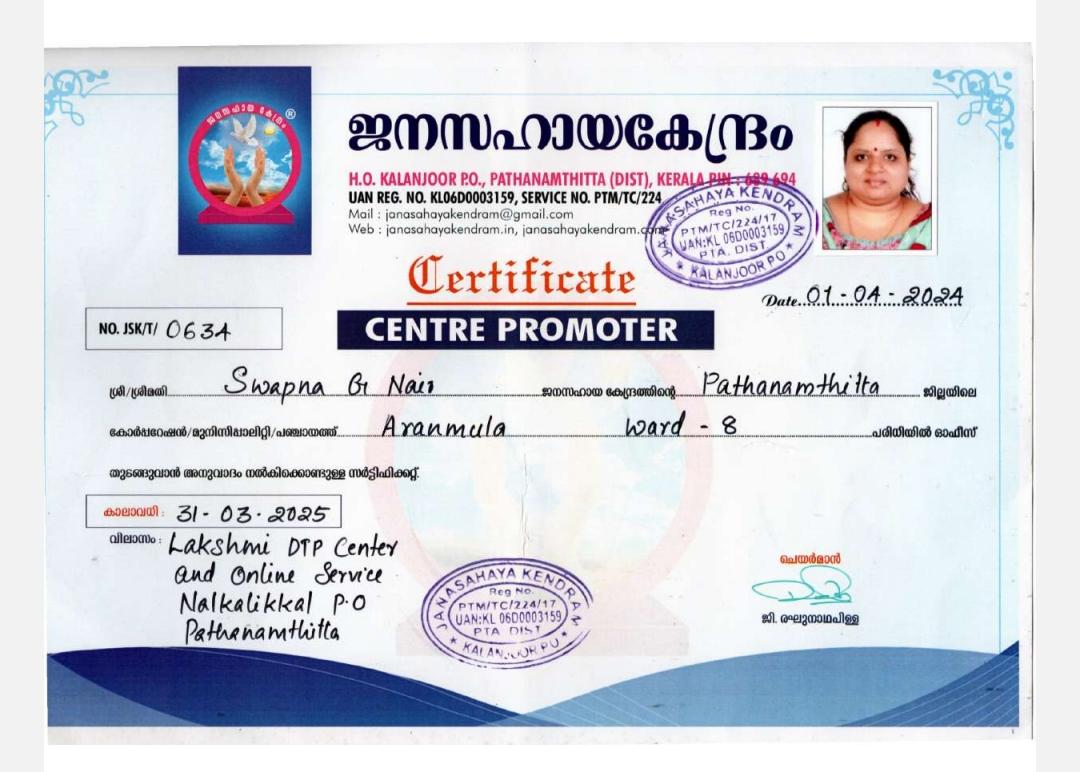 ജനസഹായ കേന്ദ്രം
®
ജനസഹായകേന്ദ്രം
H.O. KALANJOOR P.O., PATHANAMTHITTA (DIST), KERALA PIN : 689 694
UAN REG. NO. KL06D0003159, SERVICE NO. PTM/TC/224
Mail : janasahayakendram@gmail.com
Web : janasahayakendram.in, janasahayakendram.com
JANASAHAYA KENDRAM
Reg No.
PTM/TC/224/17
UAN:KL 06D0003159
PTA. DIST
★ KALANJOOR PO ★
Certificate
Date..01-04-2024
NO. JSK/T/ 0634
CENTRE PROMOTER
ശ്രീ/ശ്രീമതി Swapna G Nair ജനസഹായ കേന്ദ്രത്തിന്റെ Pathanamthitta ജില്ലയിലെ
കോർപ്പറേഷൻ/മുനിസിപ്പാലിറ്റി/പഞ്ചായത്ത് Aranmula Ward - 8 പരിധിയിൽ ഓഫീസ്
തുടങ്ങുവാൻ അനുവാദം നൽകിക്കൊണ്ടുള്ള സർട്ടിഫിക്കറ്റ്.
കാലാവധി : 31-03-2025
വിലാസം : Lakshmi DTP Center
and Online Service
Nalkalikkal P.O
Pathanamthitta
JANASAHAYA KENDRAM
Reg No.
PTM/TC/224/17
UAN:KL 06D0003159
PTA DIST
★ KALANJOOR PO ★
ചെയർമാൻ
ജി. രഘുനാഥപിള്ള